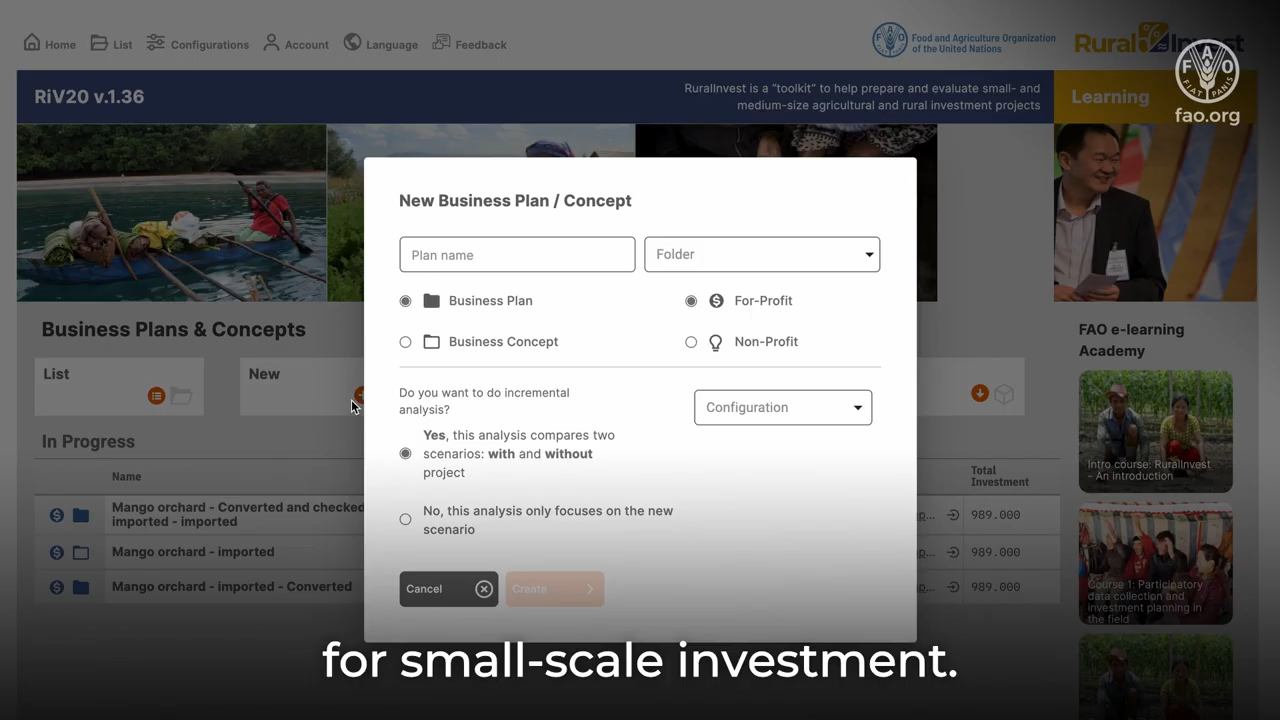 Home
List
Configurations
Account
Language
Feedback
Food and Agriculture Organization
of the United Nations
Rural Invest
FAO
FIAT PANIS
fao.org
RiV20 v.1.36
RuralInvest is a “toolkit” to help prepare and evaluate small- and
medium-size agricultural and rural investment projects
Learning
New Business Plan / Concept
Plan name
Folder
Business Plan
For-Profit
Business Concept
Non-Profit
Do you want to do incremental
analysis?
Configuration
Yes, this analysis compares two
scenarios: with and without
project
No, this analysis only focuses on the new
scenario
Cancel
Create
Business Plans & Concepts
List
New
In Progress
Name
Total
Investment
Mango orchard - Converted and checked
imported - imported
989.000
Mango orchard - imported
989.000
Mango orchard - imported - Converted
989.000
FAO e-learning
Academy
Intro course: RuralInvest
- An introduction
Course 1: Participatory
data collection and
investment planning in
the field
for small-scale investment.